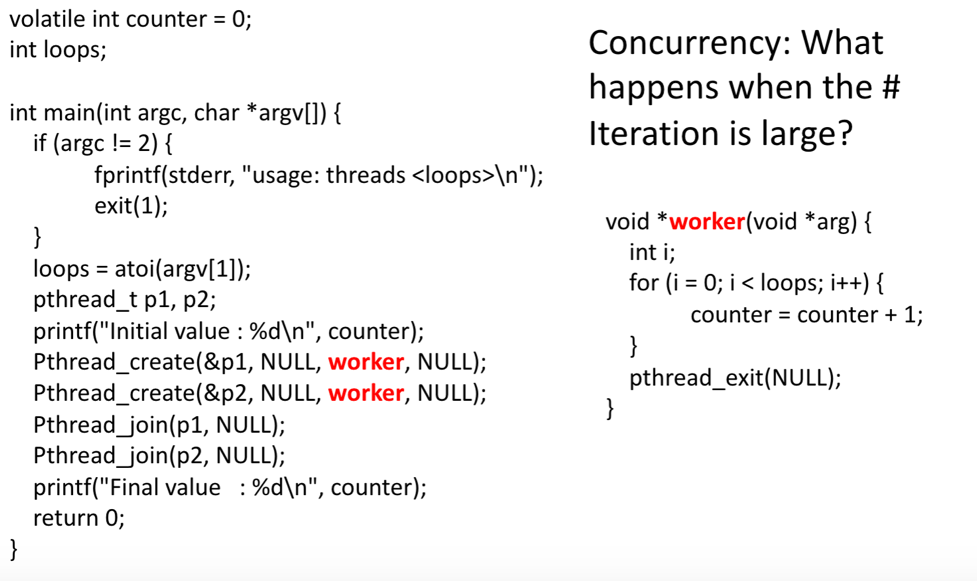 volatile int counter = 0;
int loops;
int main(int argc, char *argv[]) {
if (argc != 2) {
fprintf(stderr, "usage: threads <loops>\n");
exit(1);
}
loops = atoi(argv[1]);
pthread_t p1, p2;
printf("Initial value : %d\n", counter);
Pthread_create(&p1, NULL, worker, NULL);
Pthread_create(&p2, NULL, worker, NULL);
Pthread_join(p1, NULL);
Pthread_join(p2, NULL);
printf("Final value   : %d\n", counter);
return 0;
}
Concurrency: What
happens when the #
Iteration is large?
void *worker(void *arg) {
int i;
for (i = 0; i < loops; i++) {
counter = counter + 1;
}
pthread_exit(NULL);
}